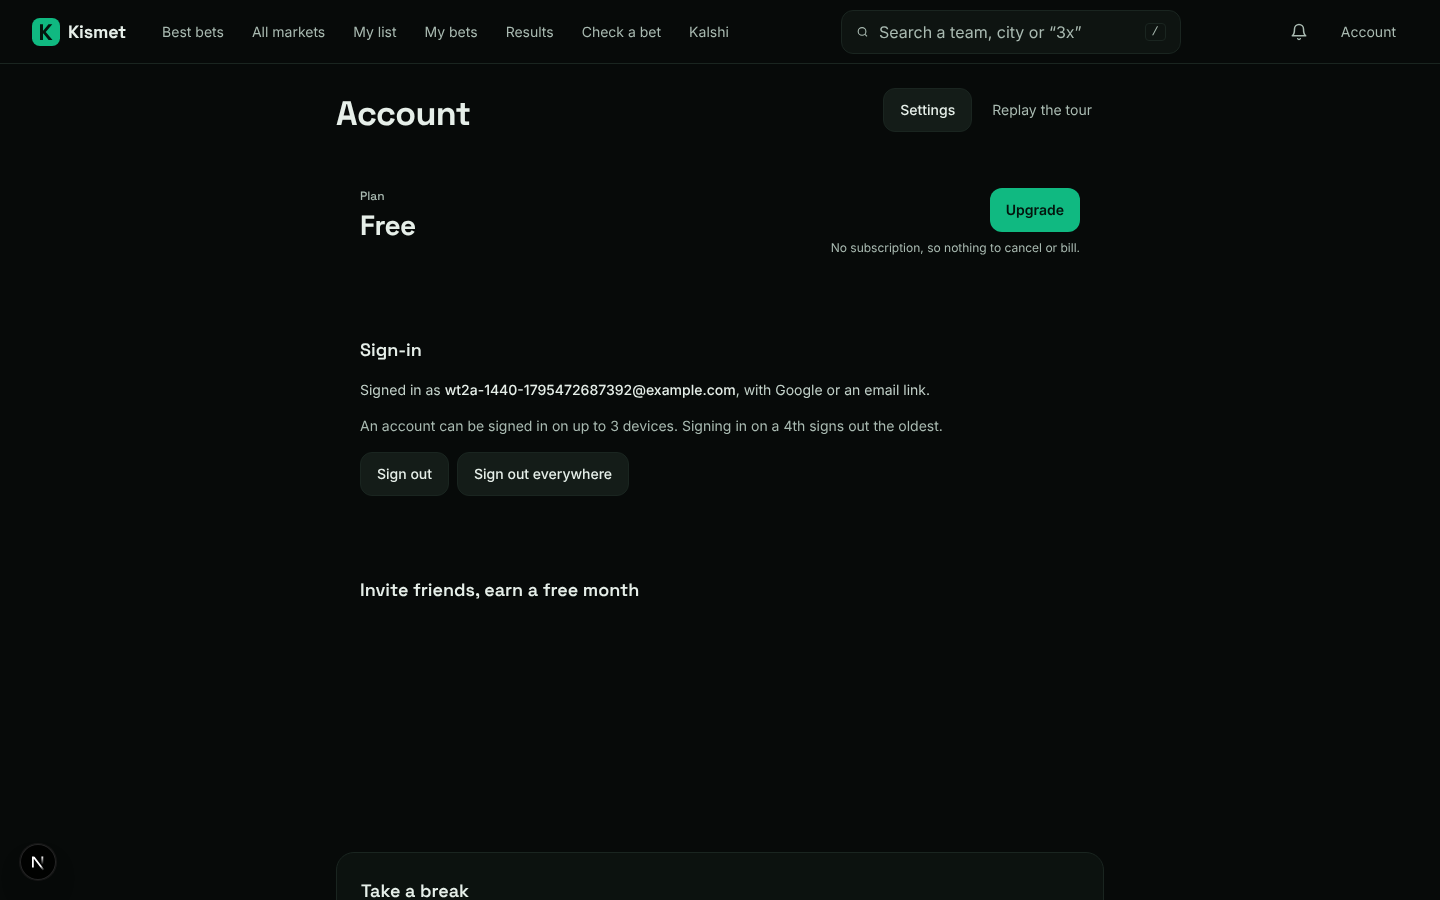 K Kismet
Best bets
All markets
My list
My bets
Results
Check a bet
Kalshi
Search a team, city or “3x”
/
Account
Account
Settings
Replay the tour
Plan
Free
Upgrade
No subscription, so nothing to cancel or bill.
Sign-in
Signed in as wt2a-1440-1795472687392@example.com, with Google or an email link.
An account can be signed in on up to 3 devices. Signing in on a 4th signs out the oldest.
Sign out
Sign out everywhere
Invite friends, earn a free month
N
Take a break